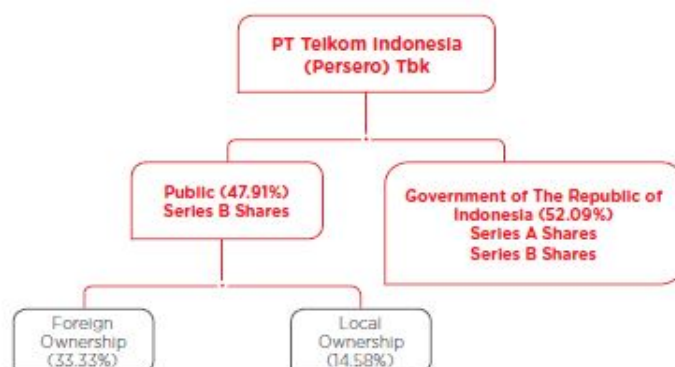 PT Telkom Indonesia
(Persero) Tbk
Public (47.91%)
Series B Shares
Government of The Republic of
Indonesia (52.09%)
Series A Shares
Series B Shares
Foreign
Ownership
(33.33%)
Local
Ownership
(14.58%)